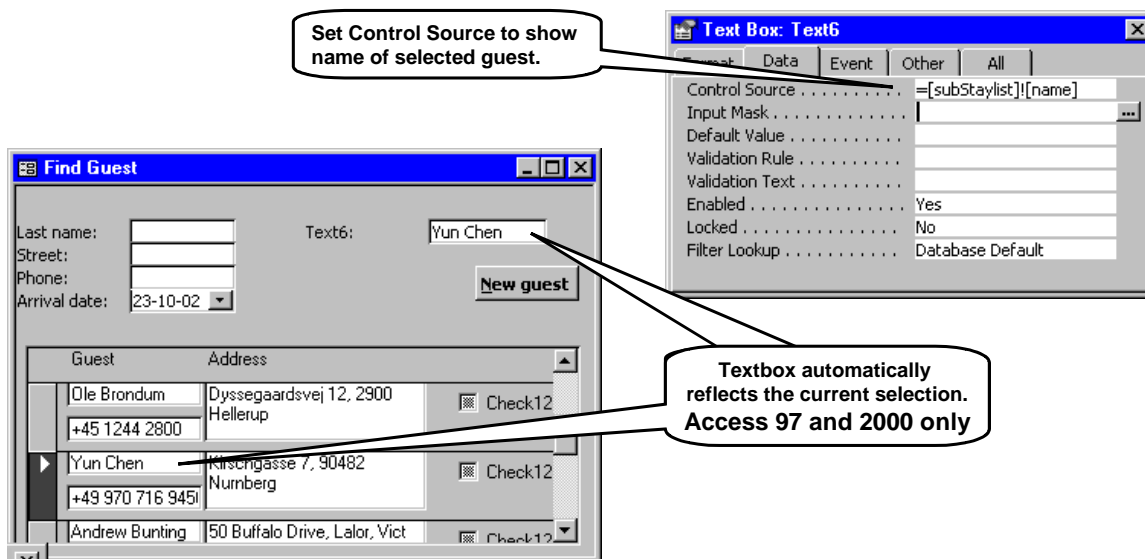 Set Control Source to show
name of selected guest.
Text Box: Text6
Format Data Event Other All
Control Source . . . . . . . . . . =[subStaylist]![name]
Input Mask . . . . . . . . . . . . .
Default Value . . . . . . . . . . .
Validation Rule . . . . . . . . . .
Validation Text . . . . . . . . . .
Enabled . . . . . . . . . . . . . . . Yes
Locked . . . . . . . . . . . . . . . . No
Filter Lookup . . . . . . . . . . . Database Default
Find Guest
Last name: Text6: Yun Chen
Street:
Phone:
New guest
Arrival date: 23-10-02
Guest Address
Ole Brondum Dyssegaardsvej 12, 2900
Hellerup
Check12
+45 1244 2800
Yun Chen Kirschgasse 7, 90482
Nurnberg
Check12
+49 970 716 945
Andrew Bunting 50 Buffalo Drive, Lalor, Vict
Check12
Textbox automatically
reflects the current selection.
Access 97 and 2000 only